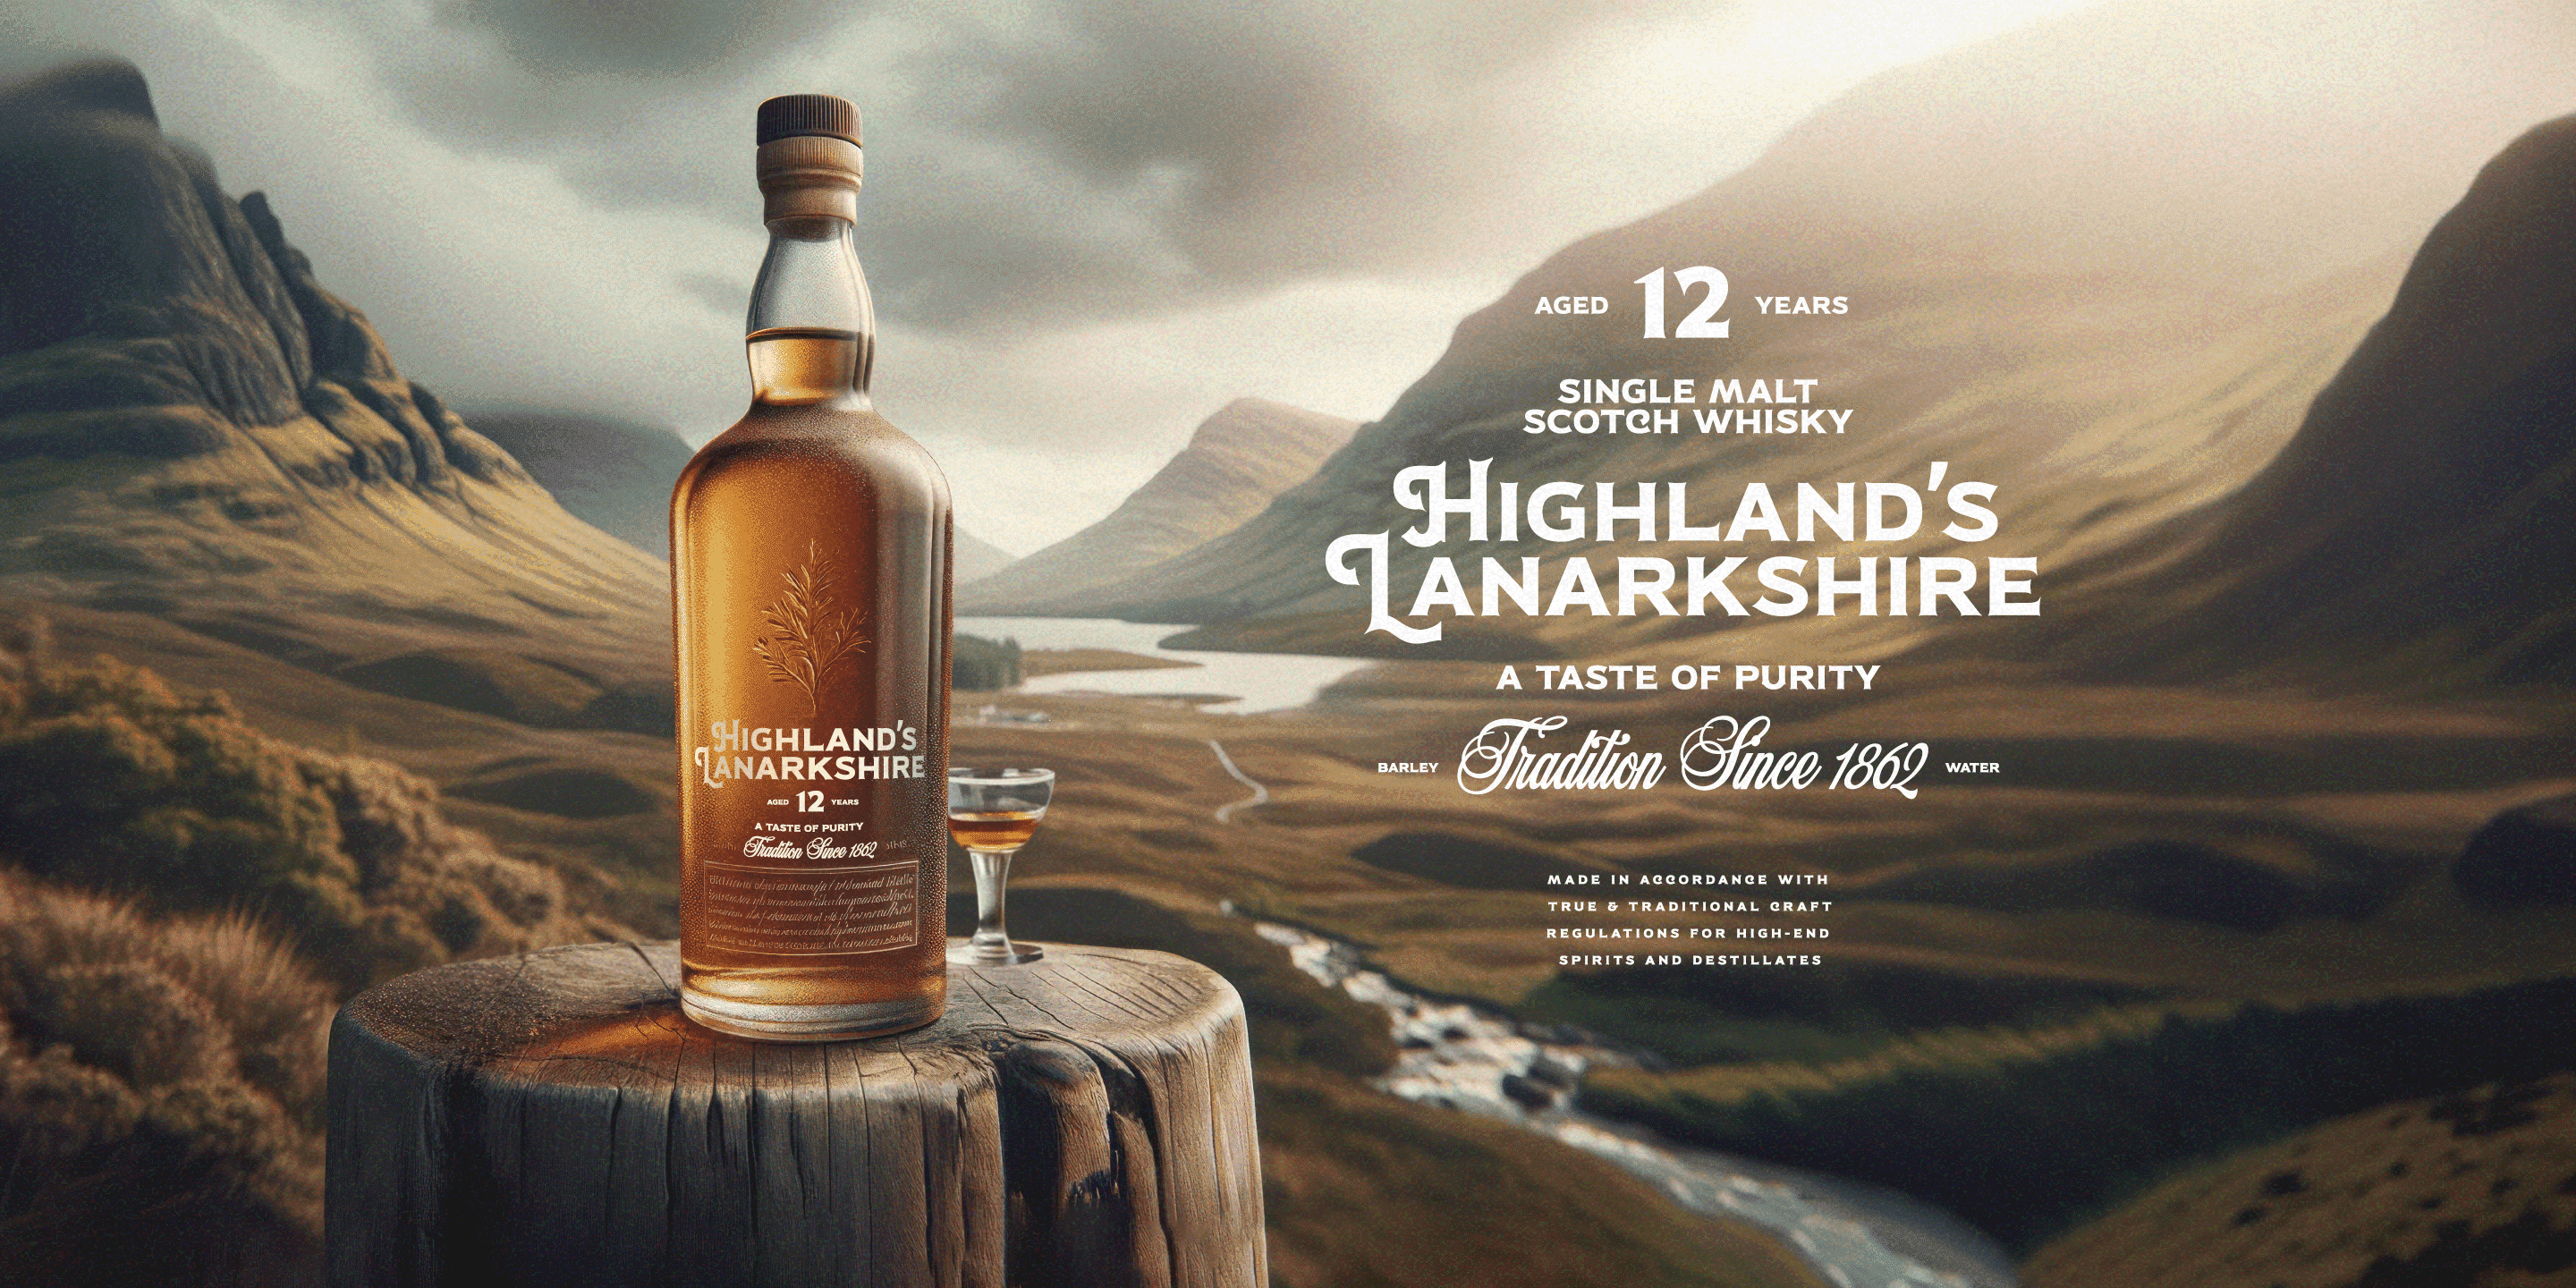 AGED 12 YEARS
SINGLE MALT
SCOTCH WHISKY
HIGHLAND'S
LANARKSHIRE
A TASTE OF PURITY
BARLEY Tradition Since 1862 WATER
MADE IN ACCORDANCE WITH
TRUE & TRADITIONAL CRAFT
REGULATIONS FOR HIGH-END
SPIRITS AND DESTILLATES
HIGHLAND'S
LANARKSHIRE
AGED 12 YEARS
A TASTE OF PURITY
Tradition Since 1862